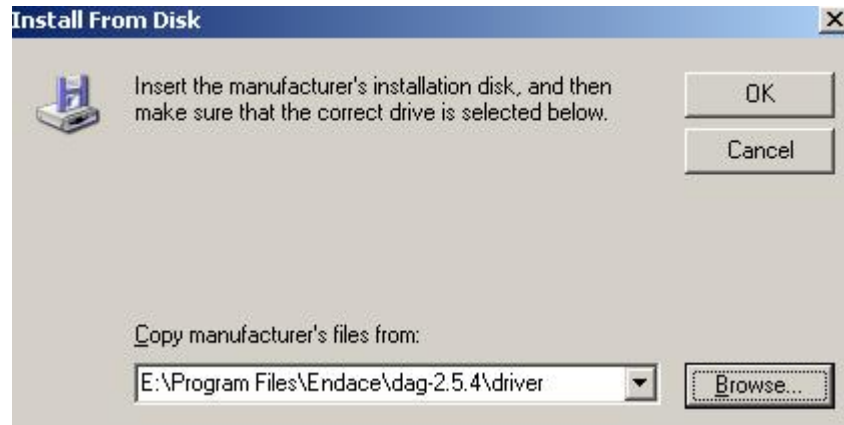 Install From Disk
Insert the manufacturer's installation disk, and then
make sure that the correct drive is selected below.
OK
Cancel
Copy manufacturer's files from:
E:\Program Files\Endace\dag-2.5.4\driver
Browse...